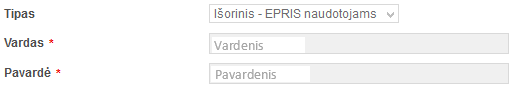 Tipas Išorinis - EPRIS naudotojams
Vardas * Vardenis
Pavardė * Pavardenis